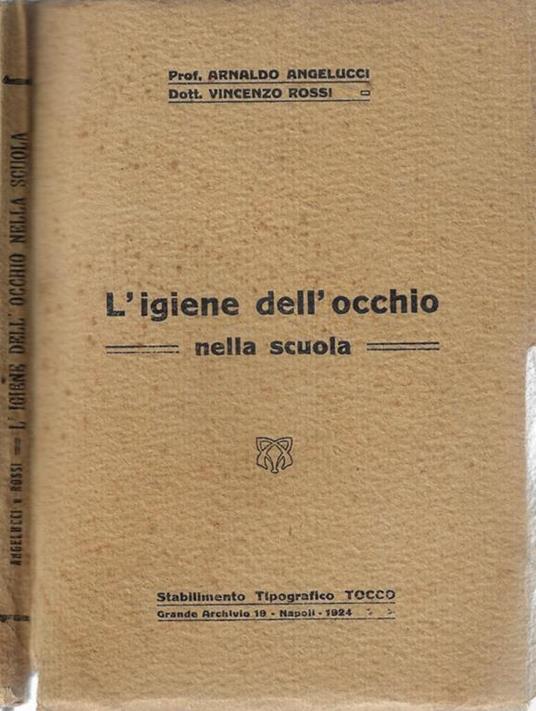 Prof. ARNALDO ANGELUCCI
Dott. VINCENZO ROSSI
L'igiene dell'occhio
nella scuola
Stabilimento Tipografico TOCCO
Grande Archivio 19 - Napoli - 1924
ANGELUCCI e ROSSI = L'IGIENE DELL'OCCHIO NELLA SCUOLA